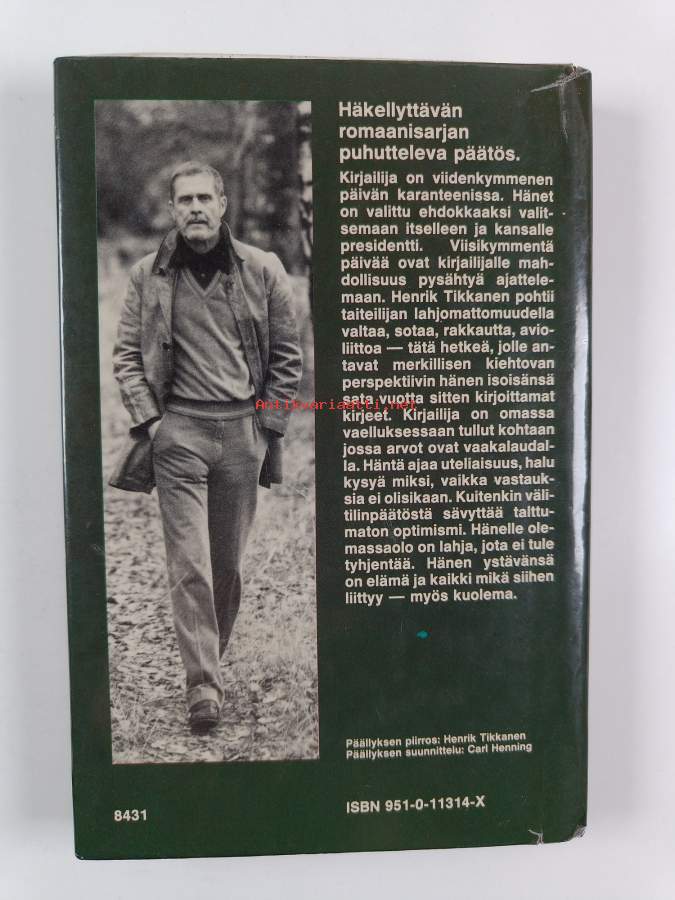 Häkellyttävän
romaanisarjan
puhutteleva päätös.
Kirjailija on viidenkymmenen
päivän karanteenissa. Hänet
on valittu ehdokkaaksi valit-
semaan itselleen ja kansalle
presidentti. Viisikymmentä
päivää ovat kirjailijalle mah-
dollisuus pysähtyä ajattele-
maan. Henrik Tikkanen pohtii
taiteilijan lahjomattomuudella
valtaa, sotaa, rakkautta, avio-
liittoa — tätä hetkeä, jolle an-
tavat merkillisen kiehtovan
perspektiivin hänen isoisänsä
sata vuotta sitten kirjoittamat
Antikvariaatti.net
kirjeet. Kirjailija on omassa
vaelluksessaan tullut kohtaan
jossa arvot ovat vaakalaudal-
la. Häntä ajaa uteliaisuus, halu
kysyä miksi, vaikka vastauk-
sia ei olisikaan. Kuitenkin väli-
tilinpäätöstä sävyttää talttu-
maton optimismi. Hänelle ole-
massaolo on lahja, jota ei tule
tyhjentää. Hänen ystävänsä
on elämä ja kaikki mikä siihen
liittyy — myös kuolema.
Päällyksen piirros: Henrik Tikkanen
Päällyksen suunnittelu: Carl Henning
8431
ISBN 951-0-11314-X